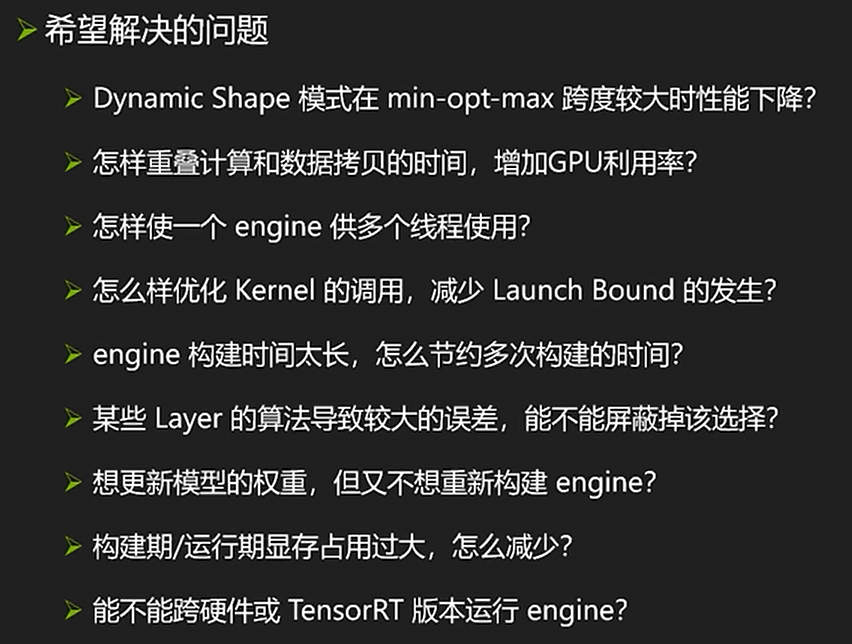 希望解决的问题
Dynamic Shape 模式在 min-opt-max 跨度较大时性能下降?
怎样重叠计算和数据拷贝的时间，增加GPU利用率?
怎样使一个 engine 供多个线程使用?
怎么样优化 Kernel 的调用，减少 Launch Bound 的发生?
engine 构建时间太长，怎么节约多次构建的时间?
某些 Layer 的算法导致较大的误差，能不能屏蔽掉该选择?
想更新模型的权重，但又不想重新构建 engine?
构建期/运行期显存占用过大，怎么减少?
能不能跨硬件或 TensorRT 版本运行 engine?